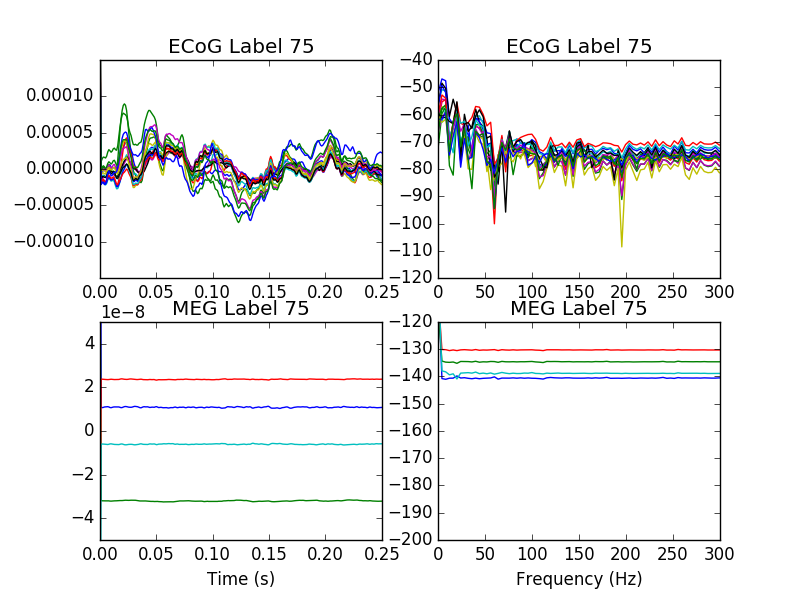 ECoG Label 75
0.00010
0.00005
0.00000
−0.00005
−0.00010
0.00 0.05 0.10 0.15 0.20 0.25
ECoG Label 75
−40
−50
−60
−70
−80
−90
−100
−110
−120
0 50 100 150 200 250 300
1e−8
MEG Label 75
4
2
0
−2
−4
0.00 0.05 0.10 0.15 0.20 0.25
Time (s)
MEG Label 75
−120
−130
−140
−150
−160
−170
−180
−190
−200
0 50 100 150 200 250 300
Frequency (Hz)